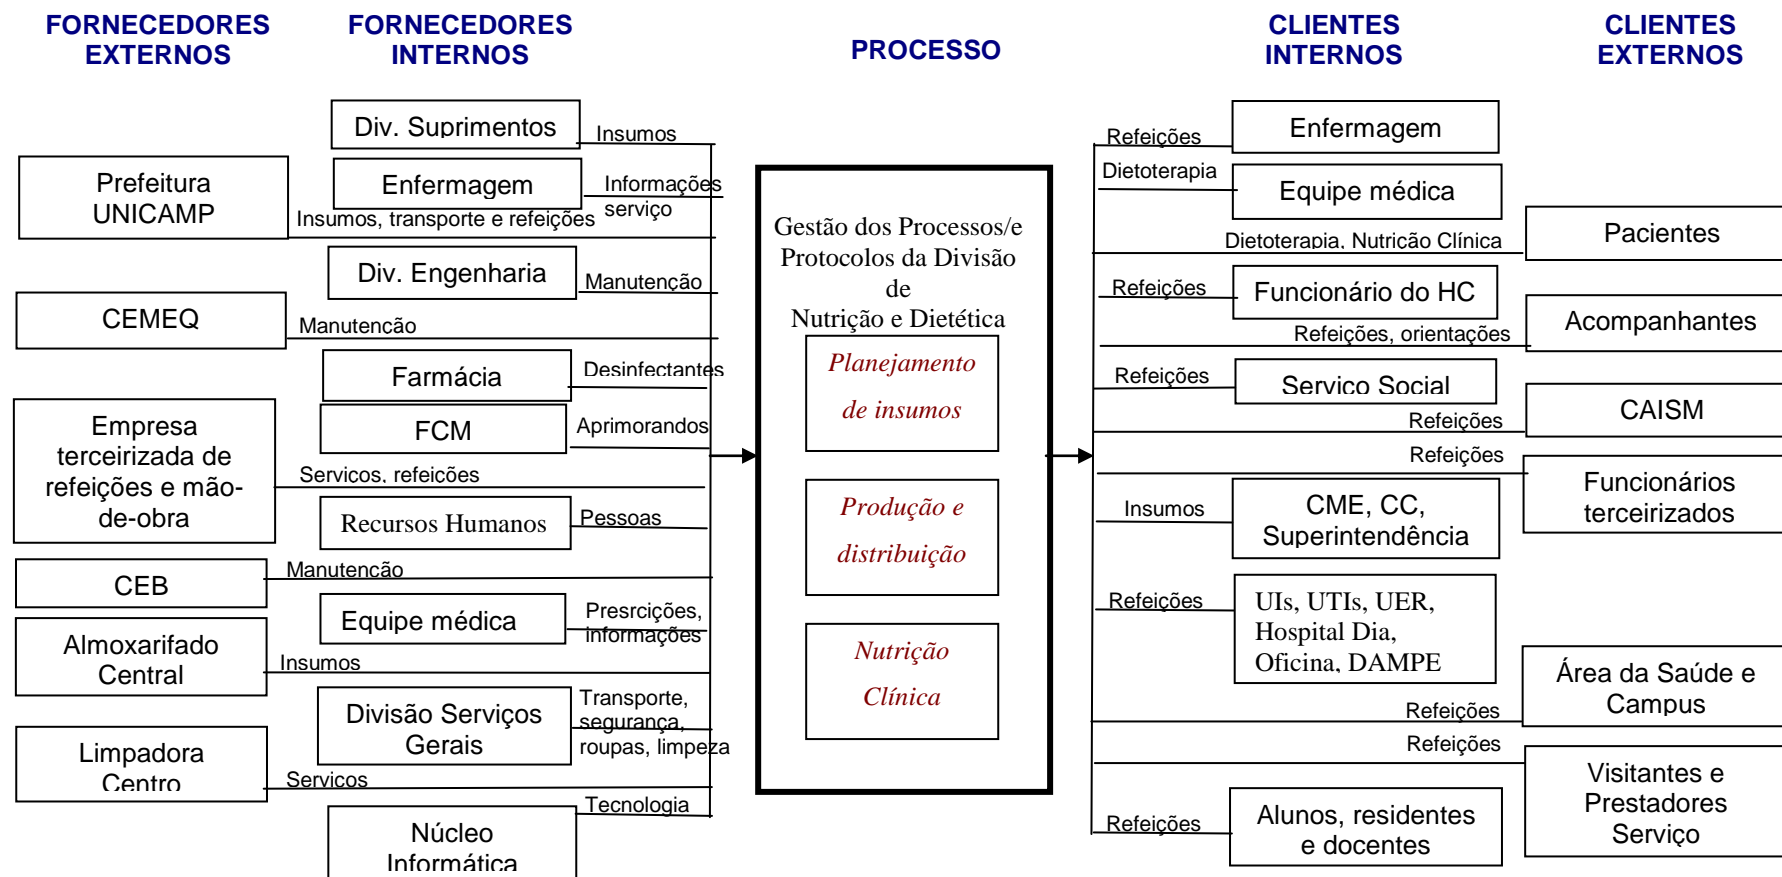 FORNECEDORES
EXTERNOS
FORNECEDORES
INTERNOS
PROCESSO
CLIENTES
INTERNOS
CLIENTES
EXTERNOS
Prefeitura
UNICAMP
Insumos, transporte e refeições
CEMEQ
Manutenção
Empresa
terceirizada de
refeições e mão-
de-obra
Serviços, refeições
CEB
Manutenção
Almoxarifado
Central
Insumos
Limpadora
Centro
Serviços
Div. Suprimentos
Insumos
Enfermagem
Informações
serviço
Div. Engenharia
Manutenção
Farmácia
Desinfectantes
FCM
Aprimorandos
Recursos Humanos
Pessoas
Equipe médica
Presrcições,
informações
Divisão Serviços
Gerais
Transporte,
segurança,
roupas, limpeza
Núcleo
Informática
Tecnologia
Gestão dos Processos/e
Protocolos da Divisão
de
Nutrição e Dietética
Planejamento
de insumos
Produção e
distribuição
Nutrição
Clínica
Refeições
Enfermagem
Dietoterapia
Equipe médica
Refeições
Funcionário do HC
Refeições
Serviço Social
Insumos
CME, CC,
Superintendência
Refeições
UIs, UTIs, UER,
Hospital Dia,
Oficina, DAMPE
Refeições
Alunos, residentes
e docentes
Dietoterapia, Nutrição Clínica
Pacientes
Refeições, orientações
Acompanhantes
Refeições
CAISM
Refeições
Funcionários
terceirizados
Refeições
Área da Saúde e
Campus
Refeições
Visitantes e
Prestadores
Serviço